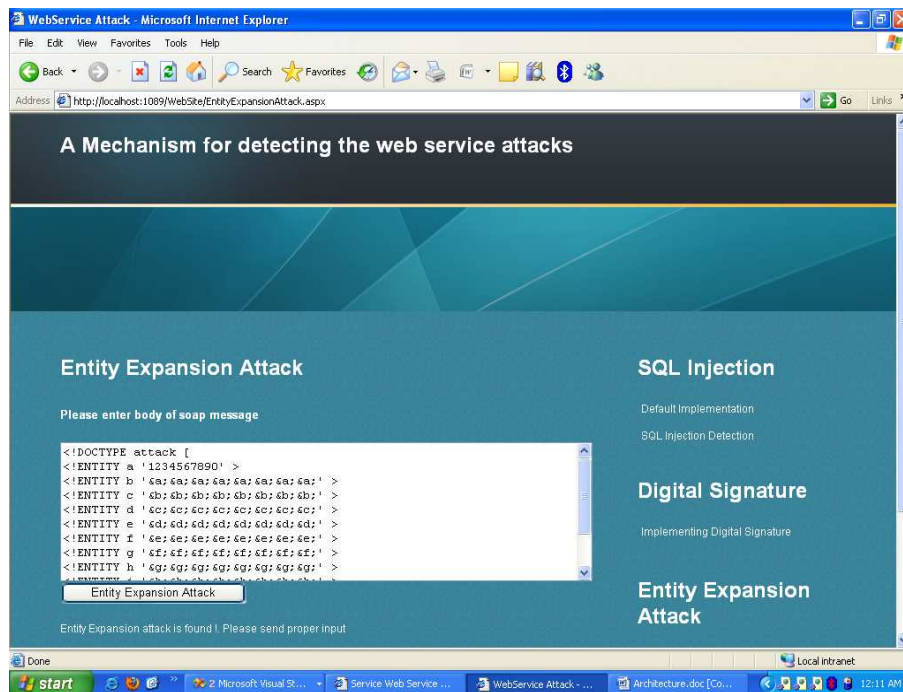 WebService Attack - Microsoft Internet Explorer
File Edit View Favorites Tools Help
Back Search Favorites
Address http://localhost:1089/WebSite/EntityExpansionAttack.aspx Go Links
A Mechanism for detecting the web service attacks
Entity Expansion Attack
Please enter body of soap message
<!DOCTYPE attack [
<!ENTITY a '1234567890' >
<!ENTITY b '&a;&a;&a;&a;&a;&a;&a;&a;' >
<!ENTITY c '&b;&b;&b;&b;&b;&b;&b;&b;' >
<!ENTITY d '&c;&c;&c;&c;&c;&c;&c;&c;' >
<!ENTITY e '&d;&d;&d;&d;&d;&d;&d;&d;' >
<!ENTITY f '&e;&e;&e;&e;&e;&e;&e;&e;' >
<!ENTITY g '&f;&f;&f;&f;&f;&f;&f;&f;' >
<!ENTITY h '&g;&g;&g;&g;&g;&g;&g;&g;' >
Entity Expansion Attack
Entity Expansion attack is found !. Please send proper input
SQL Injection
Default Implementation
SQL Injection Detection
Digital Signature
Implementing Digital Signature
Entity Expansion
Attack
Done Local intranet
start 2 Microsoft Visual St... Service Web Service ... WebService Attack - ... Architecture.doc [Co... 12:11 AM